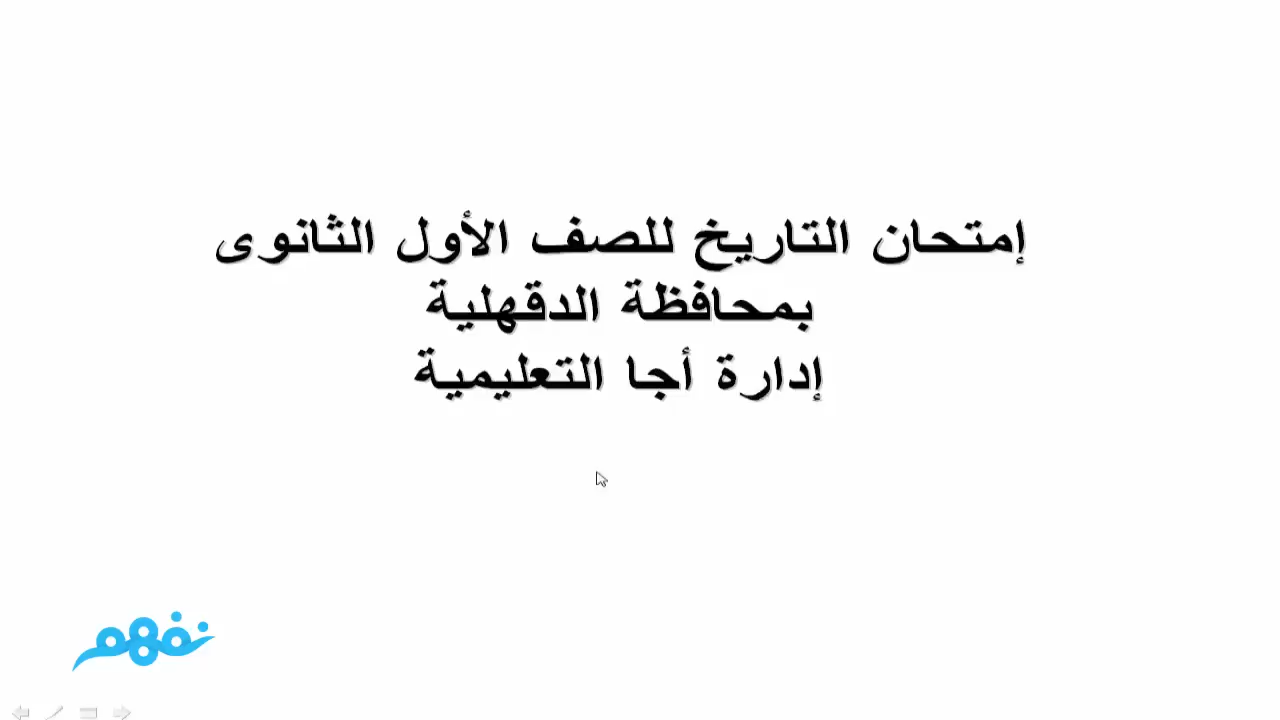 إمتحان التاريخ للصف الأول الثانوى
بمحافظة الدقهلية
إدارة أجا التعليمية
نفهم